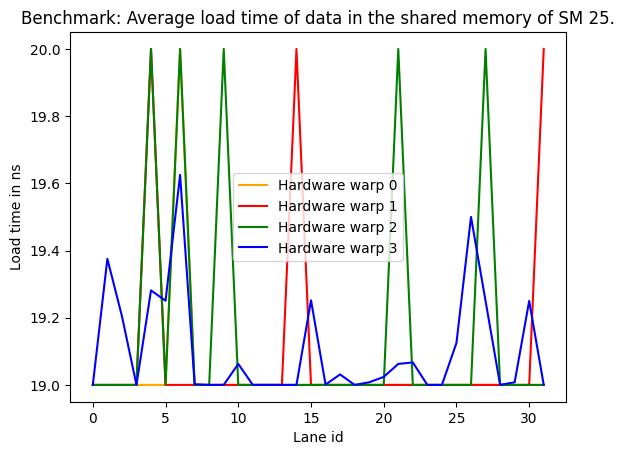 Benchmark: Average load time of data in the shared memory of SM 25.
20.0
19.8
19.6
19.4
19.2
19.0
Load time in ns
Hardware warp 0
Hardware warp 1
Hardware warp 2
Hardware warp 3
0 5 10 15 20 25 30
Lane id